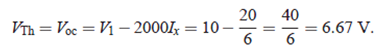 V_Th = V_oc = V_1 − 2000I_x = 10 − 20/6 = 40/6 = 6.67 V.